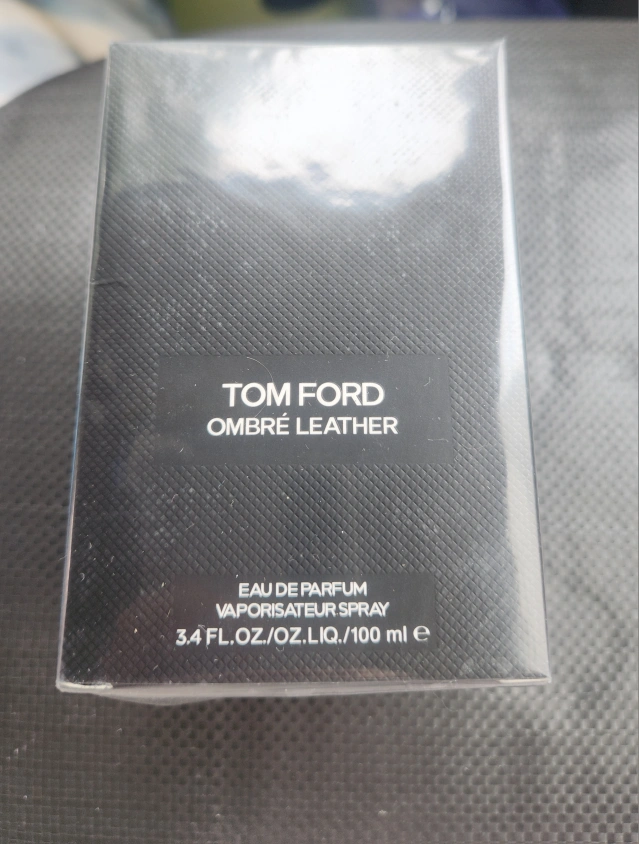 TOM FORD
OMBRÉ LEATHER
EAU DE PARFUM
VAPORISATEUR SPRAY
3.4 FL.OZ./OZ.LIQ./100 ml ℮